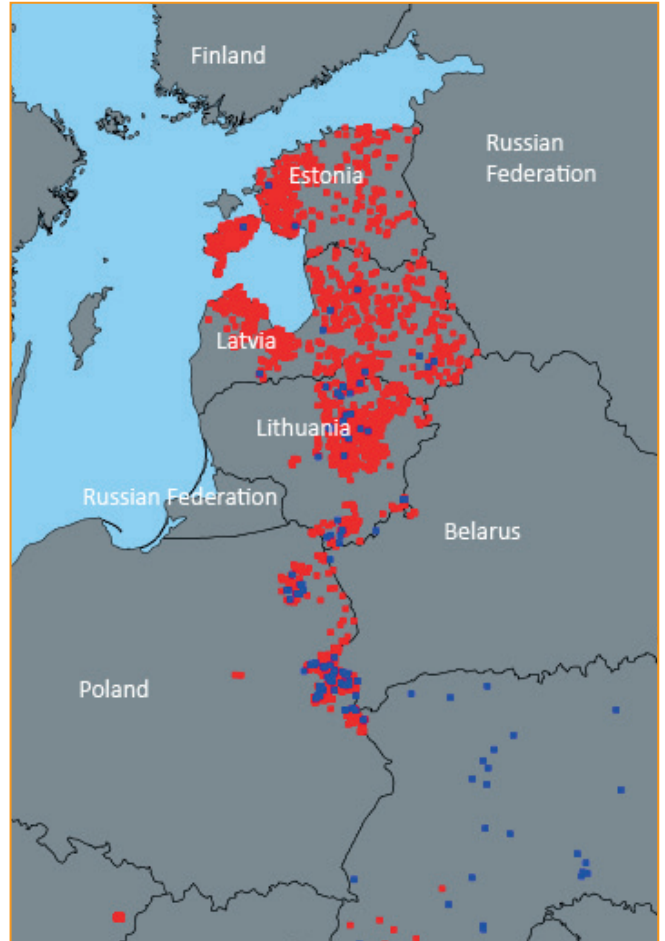 Finland
Russian
Federation
Estonia
Latvia
Lithuania
Russian Federation
Belarus
Poland